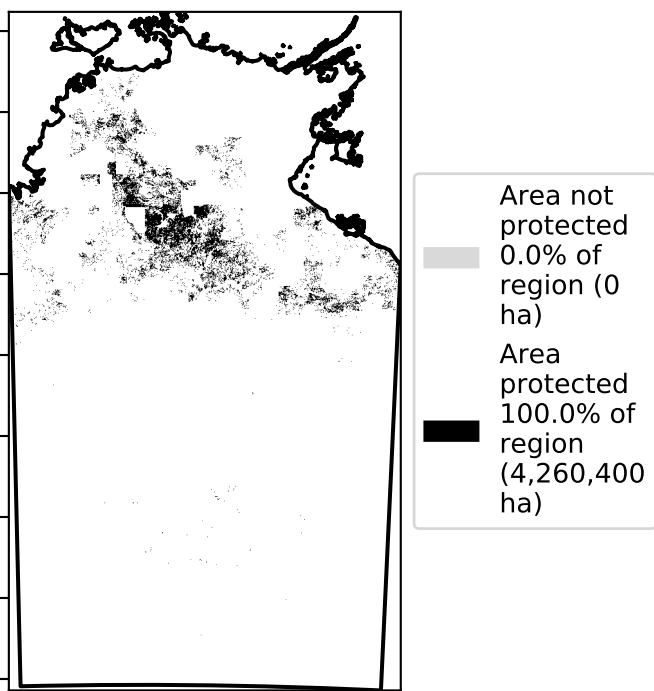 Area not
protected
0.0% of
region (0
ha)
Area
protected
100.0% of
region
(4,260,400
ha)